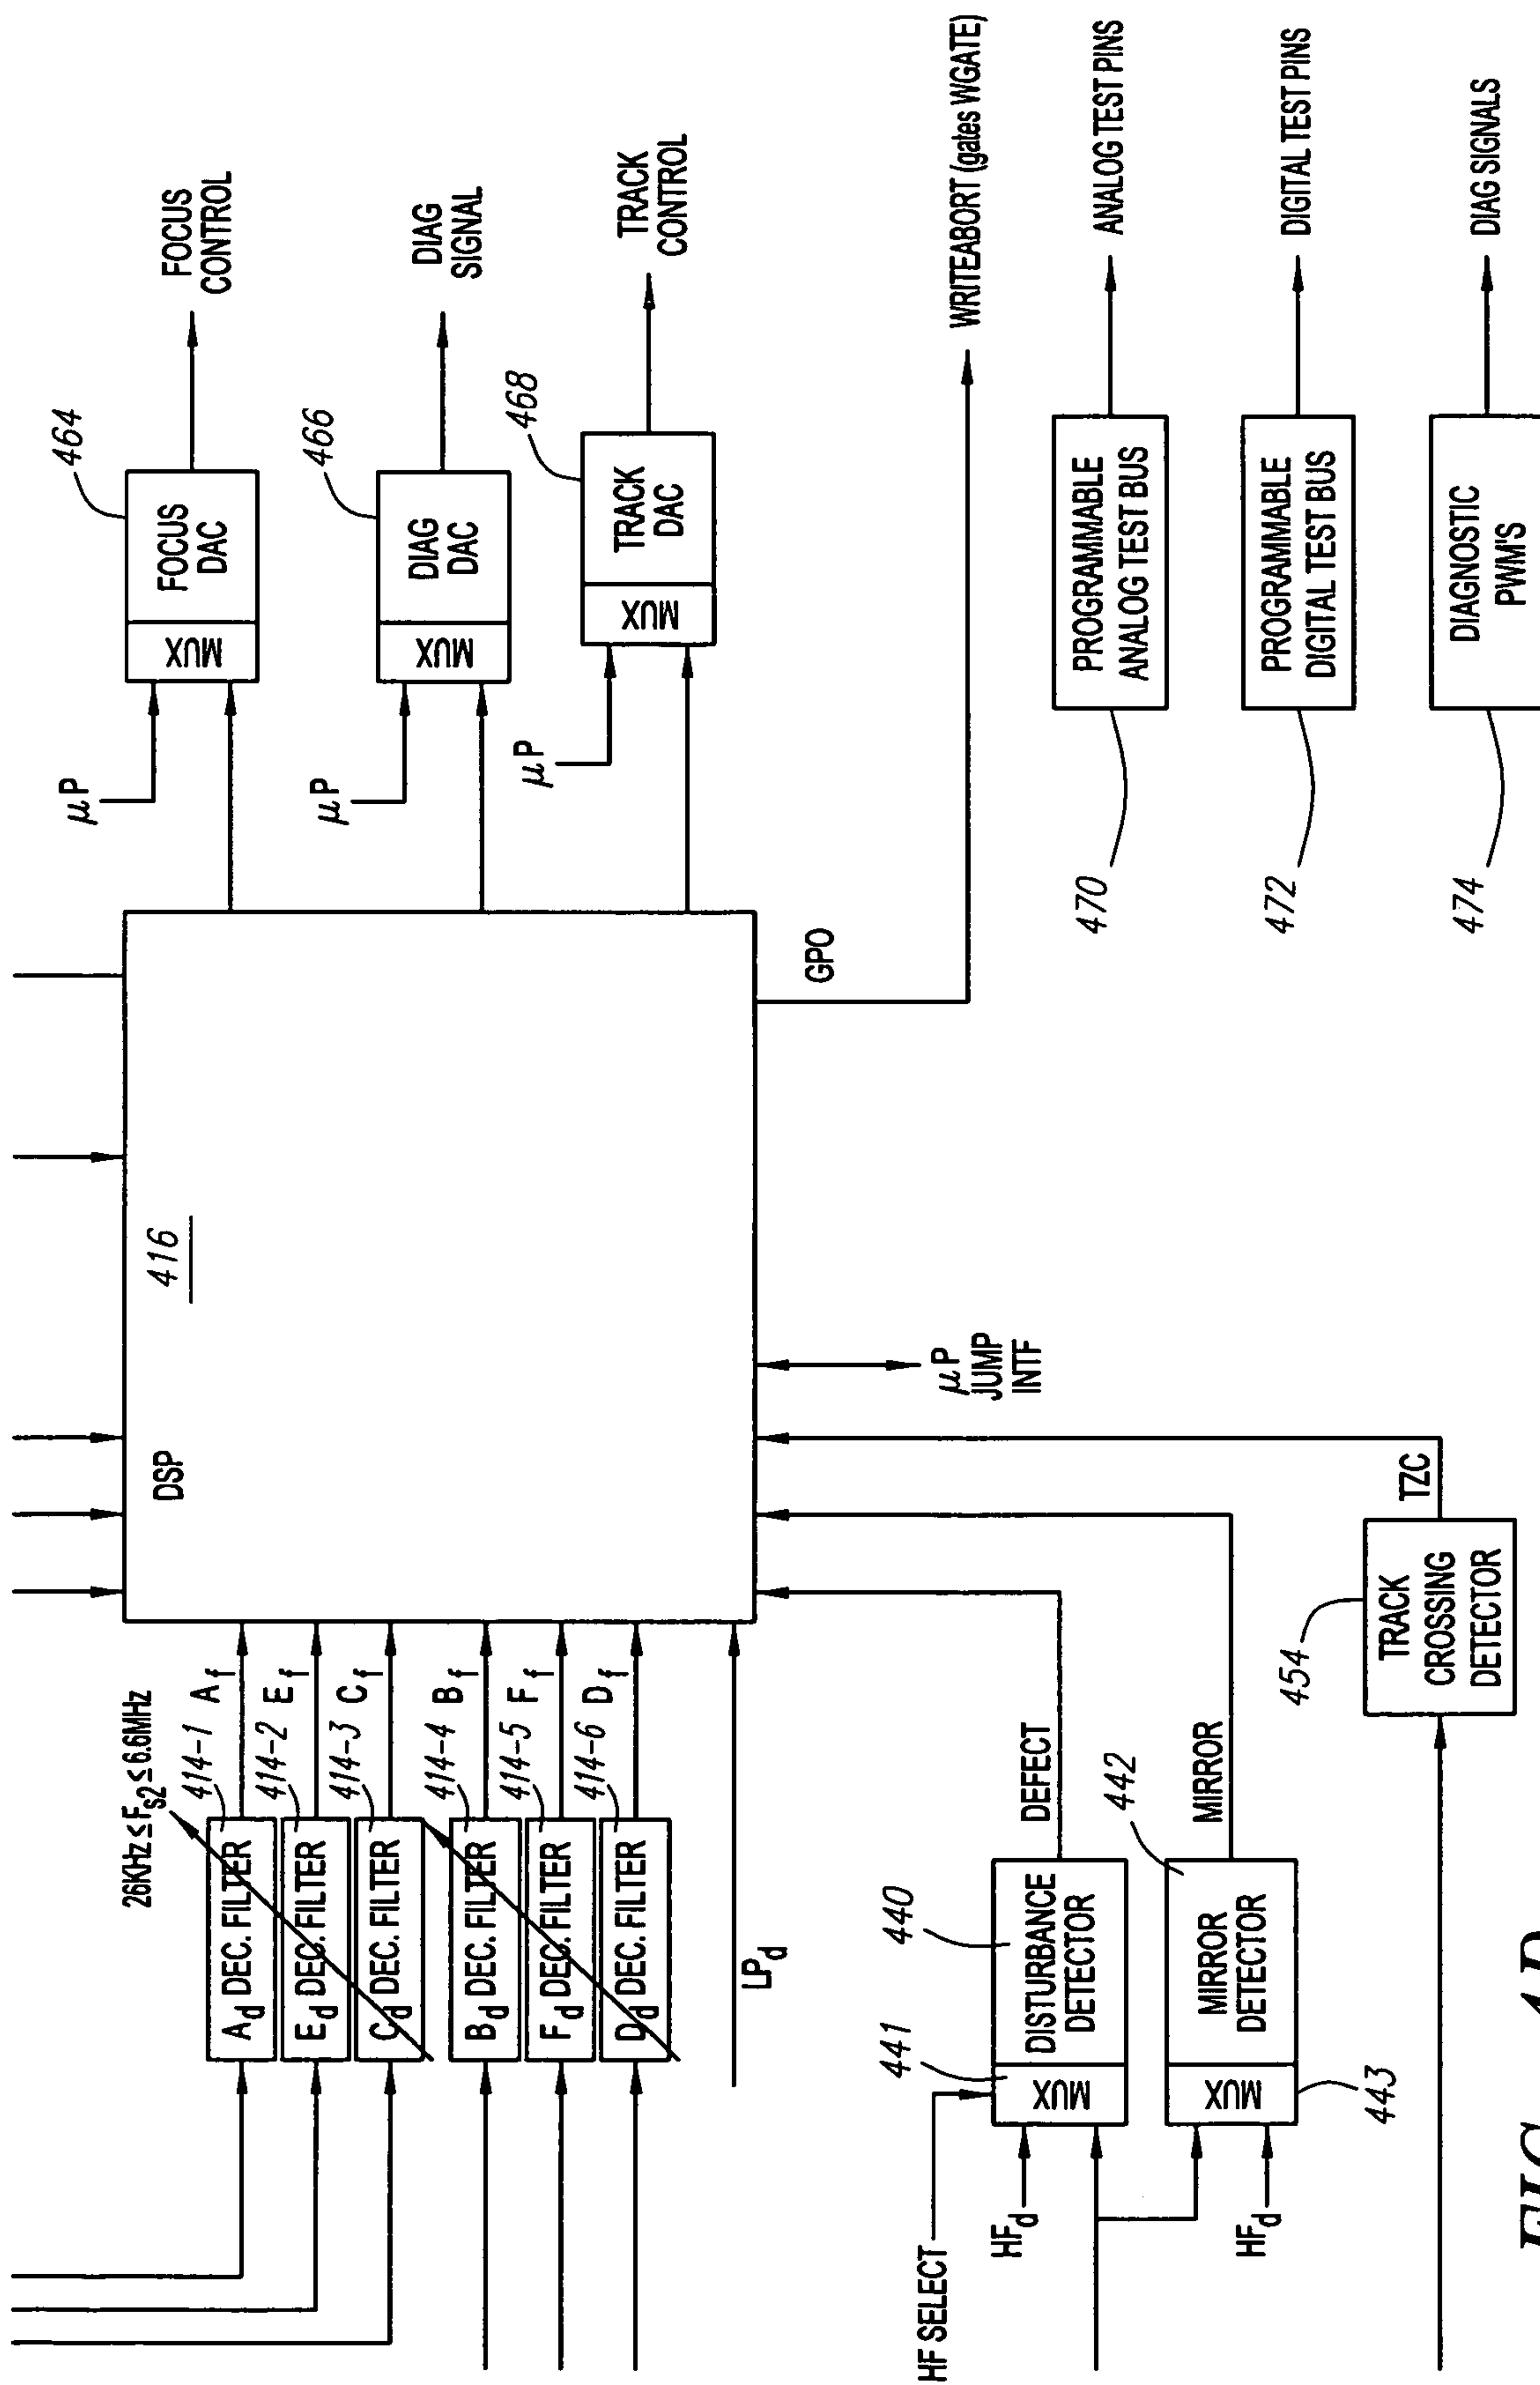 26KHz ≤ Fs2 ≤ 6.6MHz
Ad DEC. FILTER
414-1
Af
Ed DEC. FILTER
414-2
Ef
Cd DEC. FILTER
414-3
Cf
Bd DEC. FILTER
414-4
Bf
Fd DEC. FILTER
414-5
Ff
Dd DEC. FILTER
414-6
Df
LPd
DSP
416
μP
MUX
FOCUS
DAC
464
FOCUS
CONTROL
μP
MUX
DIAG
DAC
466
DIAG
SIGNAL
μP
MUX
TRACK
DAC
468
TRACK
CONTROL
GPO
WRITEABORT (gates WGATE)
μP
JUMP
INTF
HF SELECT
HFd
441
MUX
DISTURBANCE
DETECTOR
440
DEFECT
HFd
443
MUX
MIRROR
DETECTOR
442
MIRROR
TRACK
CROSSING
DETECTOR
454
TZC
470
PROGRAMMABLE
ANALOG TEST BUS
ANALOG TEST PINS
472
PROGRAMMABLE
DIGITAL TEST BUS
DIGITAL TEST PINS
474
DIAGNOSTIC
PWM'S
DIAG SIGNALS
FIG. 4D